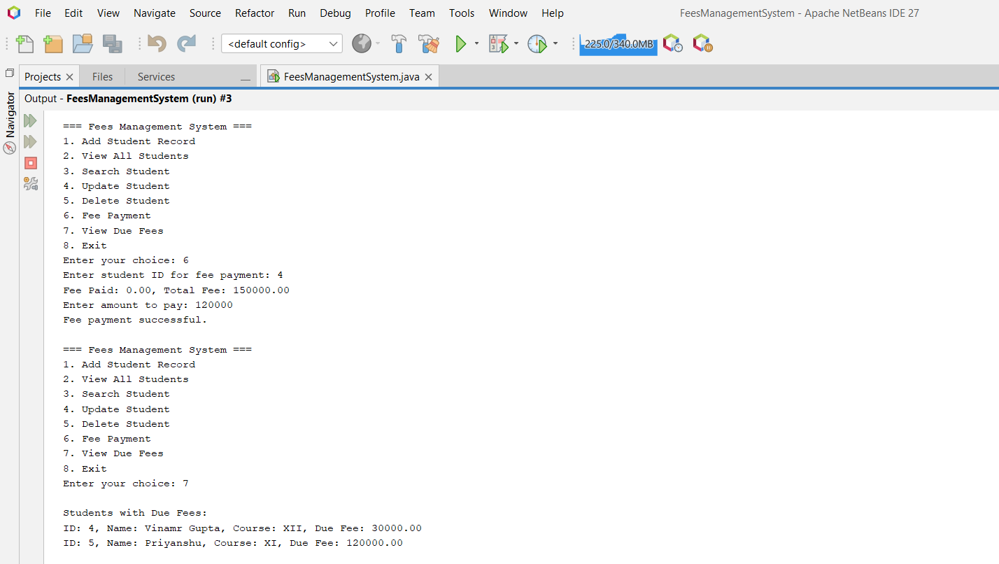 File Edit View Navigate Source Refactor Run Debug Profile Team Tools Window Help FeesManagementSystem - Apache NetBeans IDE 27
<default config> 225.0/340.0MB
Projects Files Services FeesManagementSystem.java
Navigator
Output - FeesManagementSystem (run) #3
=== Fees Management System ===
1. Add Student Record
2. View All Students
3. Search Student
4. Update Student
5. Delete Student
6. Fee Payment
7. View Due Fees
8. Exit
Enter your choice: 6
Enter student ID for fee payment: 4
Fee Paid: 0.00, Total Fee: 150000.00
Enter amount to pay: 120000
Fee payment successful.
=== Fees Management System ===
1. Add Student Record
2. View All Students
3. Search Student
4. Update Student
5. Delete Student
6. Fee Payment
7. View Due Fees
8. Exit
Enter your choice: 7
Students with Due Fees:
ID: 4, Name: Vinamr Gupta, Course: XII, Due Fee: 30000.00
ID: 5, Name: Priyanshu, Course: XI, Due Fee: 120000.00